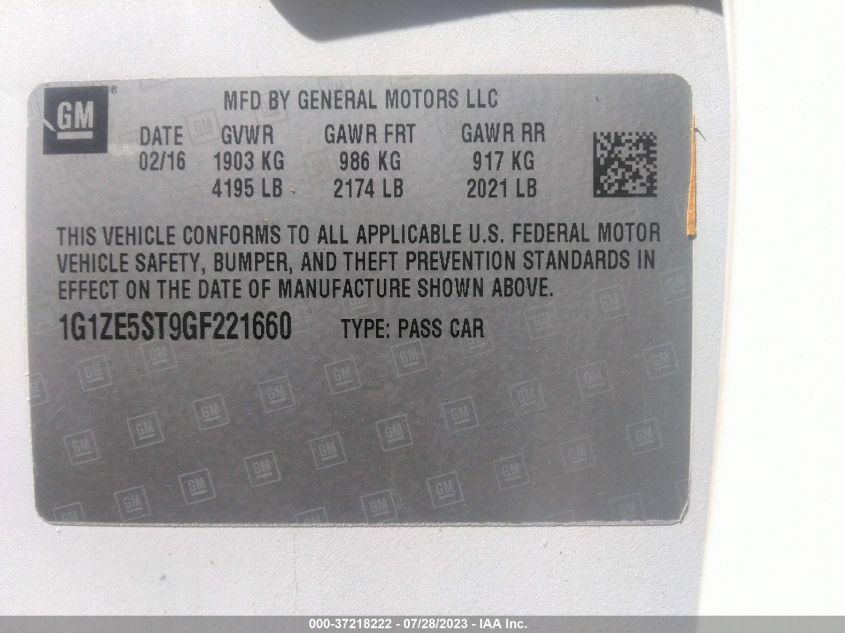 GM®
MFD BY GENERAL MOTORS LLC
DATE GVWR GAWR FRT GAWR RR
02/16 1903 KG 986 KG 917 KG
4195 LB 2174 LB 2021 LB
THIS VEHICLE CONFORMS TO ALL APPLICABLE U.S. FEDERAL MOTOR
VEHICLE SAFETY, BUMPER, AND THEFT PREVENTION STANDARDS IN
EFFECT ON THE DATE OF MANUFACTURE SHOWN ABOVE.
1G1ZE5ST9GF221660 TYPE: PASS CAR
000-37218222 - 07/28/2023 - IAA Inc.